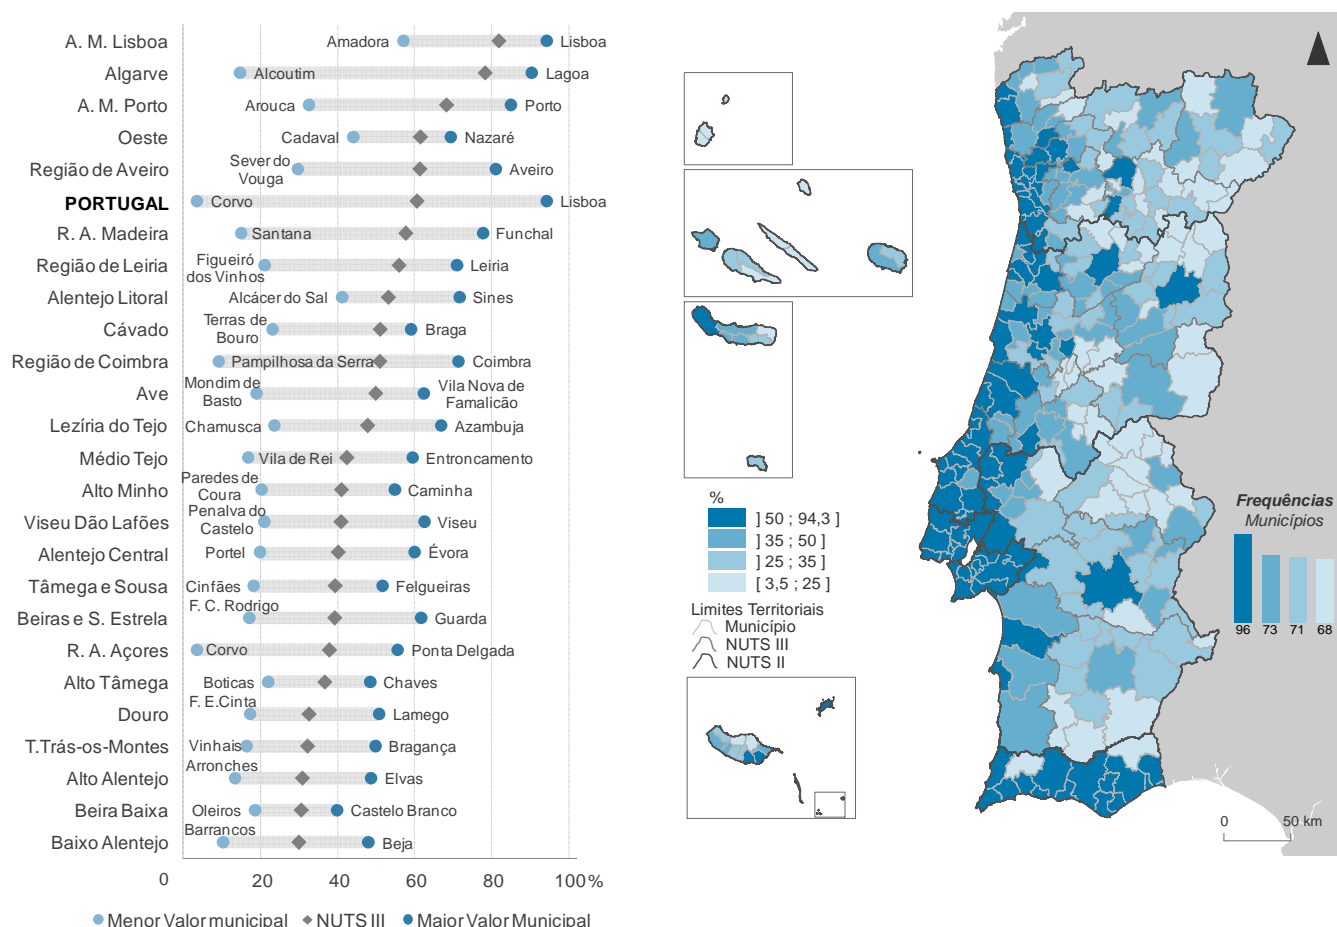 A. M. Lisboa
Amadora
Lisboa
Algarve
Alcoutim
Lagoa
A. M. Porto
Arouca
Porto
Oeste
Cadaval
Nazaré
Região de Aveiro
Sever do
Vouga
Aveiro
PORTUGAL
Corvo
Lisboa
R. A. Madeira
Santana
Funchal
Região de Leiria
Figueiró
dos Vinhos
Leiria
Alentejo Litoral
Alcácer do Sal
Sines
Cávado
Terras de
Bouro
Braga
Região de Coimbra
Pampilhosa da Serra
Coimbra
Ave
Mondim de
Basto
Vila Nova de
Famalicão
Lezíria do Tejo
Chamusca
Azambuja
Médio Tejo
Vila de Rei
Entroncamento
Alto Minho
Paredes de
Coura
Caminha
Viseu Dão Lafões
Penalva do
Castelo
Viseu
Alentejo Central
Portel
Évora
Tâmega e Sousa
Cinfães
Felgueiras
Beiras e S. Estrela
F. C. Rodrigo
Guarda
R. A. Açores
Corvo
Ponta Delgada
Alto Tâmega
Boticas
Chaves
Douro
F. E.Cinta
Lamego
T.Trás-os-Montes
Vinhais
Bragança
Alto Alentejo
Arronches
Elvas
Beira Baixa
Oleiros
Castelo Branco
Baixo Alentejo
Barrancos
Beja
0 20 40 60 80 100%
Menor Valor municipal NUTS III Maior Valor Municipal
%
] 50 ; 94,3 ]
] 35 ; 50 ]
] 25 ; 35 ]
[ 3,5 ; 25 ]
Limites Territoriais
Município
NUTS III
NUTS II
Frequências
Municípios
96 73 71 68
0 50 km